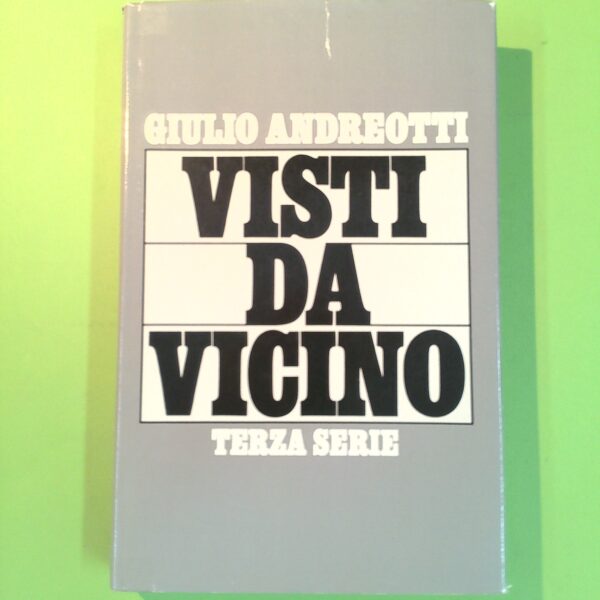 GIULIO ANDREOTTI
VISTI
DA
VICINO
TERZA SERIE